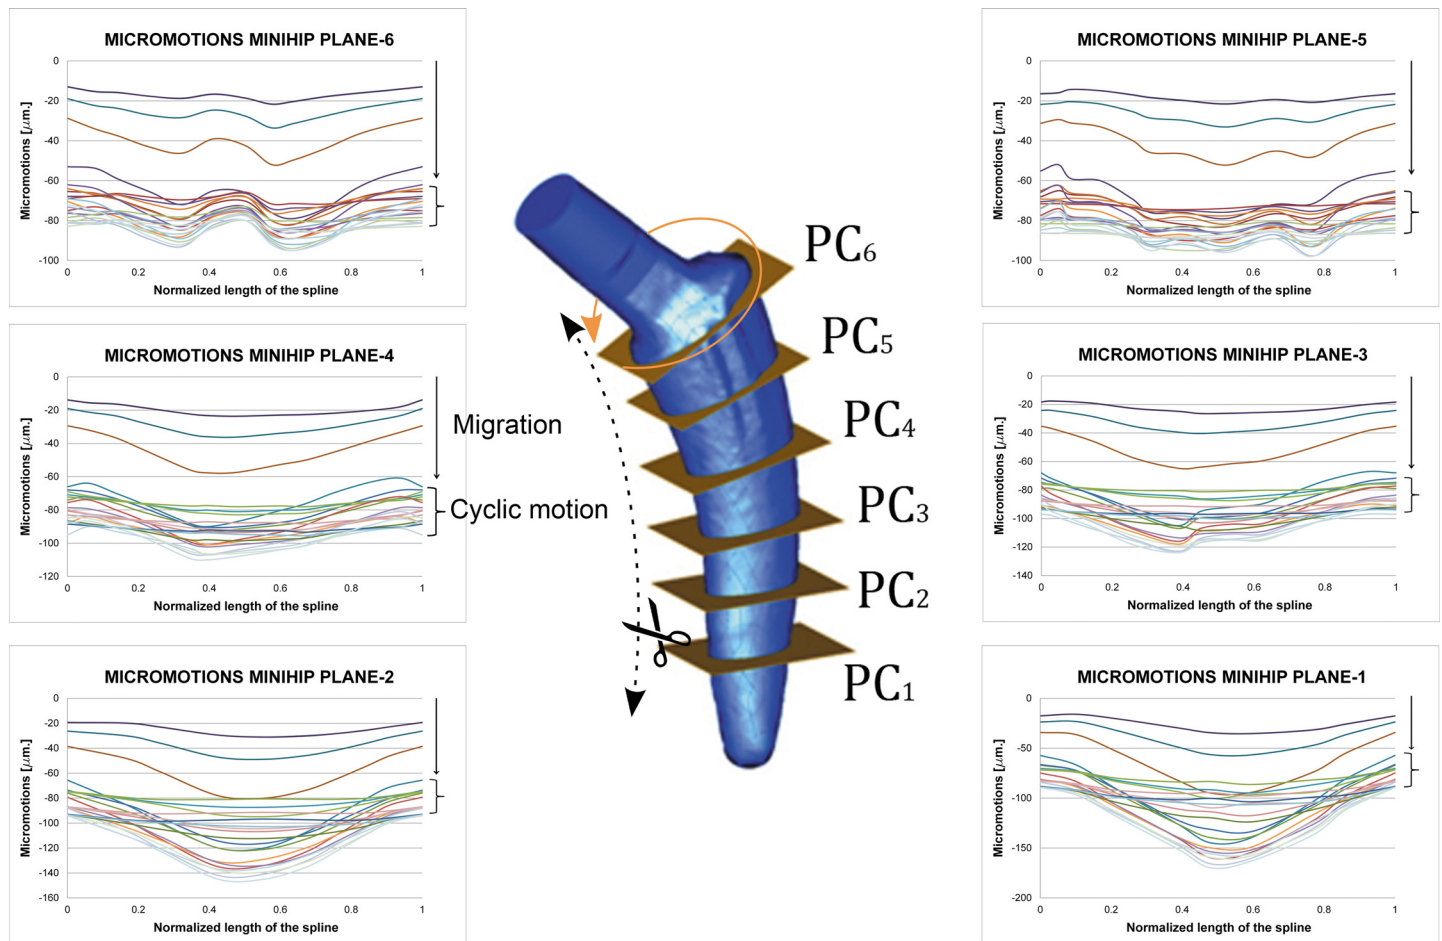 MICROMOTIONS MINIHIP PLANE-6
Micromotions [μm.]
0
-20
-40
-60
-80
-100
0 0.2 0.4 0.6 0.8 1
Normalized length of the spline
MICROMOTIONS MINIHIP PLANE-5
Micromotions [μm.]
0
-20
-40
-60
-80
-100
0 0.2 0.4 0.6 0.8 1
Normalized length of the spline
MICROMOTIONS MINIHIP PLANE-4
Micromotions [μm.]
0
-20
-40
-60
-80
-100
-120
0 0.2 0.4 0.6 0.8 1
Normalized length of the spline
Migration
Cyclic motion
PC6
PC5
PC4
PC3
PC2
PC1
MICROMOTIONS MINIHIP PLANE-3
Micromotions [μm.]
0
-20
-40
-60
-80
-100
-120
-140
0 0.2 0.4 0.6 0.8 1
Normalized length of the spline
MICROMOTIONS MINIHIP PLANE-2
Micromotions [μm.]
0
-20
-40
-60
-80
-100
-120
-140
-160
0 0.2 0.4 0.6 0.8 1
Normalized length of the spline
MICROMOTIONS MINIHIP PLANE-1
Micromotions [μm.]
0
-50
-100
-150
-200
0 0.2 0.4 0.6 0.8 1
Normalized length of the spline